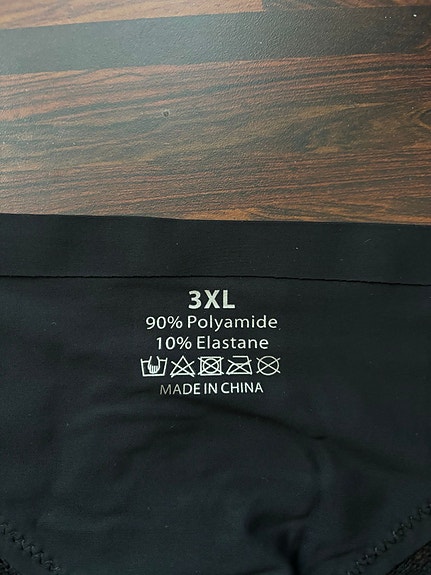 3XL
90% Polyamide
10% Elastane
MADE IN CHINA